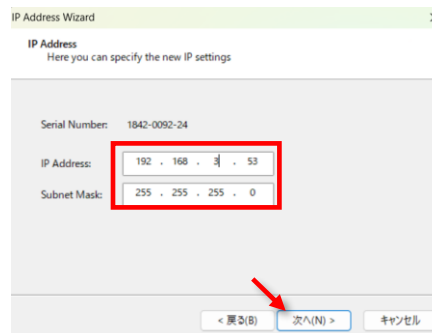 IP Address Wizard
IP Address
Here you can specify the new IP settings
Serial Number: 1842-0092-24
IP Address: 192 . 168 . 3 . 53
Subnet Mask: 255 . 255 . 255 . 0
< 戻る(B) 次へ(N) > キャンセル